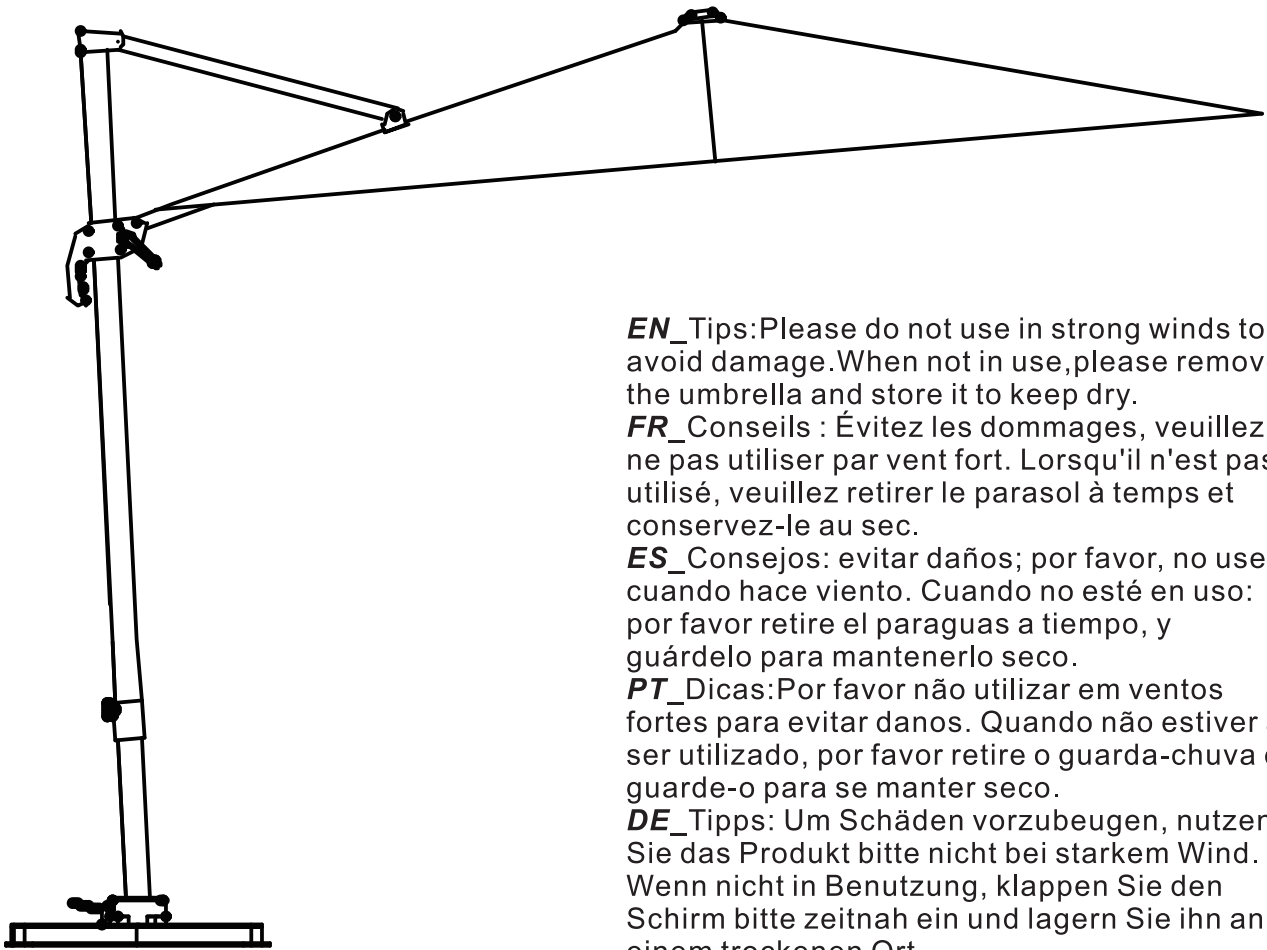 EN_Tips:Please do not use in strong winds to
avoid damage.When not in use,please remov
the umbrella and store it to keep dry.
FR_Conseils : Évitez les dommages, veuillez
ne pas utiliser par vent fort. Lorsqu'il n'est pas
utilisé, veuillez retirer le parasol à temps et
conservez-le au sec.
ES_Consejos: evitar daños; por favor, no use
cuando hace viento. Cuando no esté en uso:
por favor retire el paraguas a tiempo, y
guárdelo para mantenerlo seco.
PT_Dicas:Por favor não utilizar em ventos
fortes para evitar danos. Quando não estiver
ser utilizado, por favor retire o guarda-chuva
guarde-o para se manter seco.
DE_Tipps: Um Schäden vorzubeugen, nutzen
Sie das Produkt bitte nicht bei starkem Wind.
Wenn nicht in Benutzung, klappen Sie den
Schirm bitte zeitnah ein und lagern Sie ihn an
einem trockenen Ort